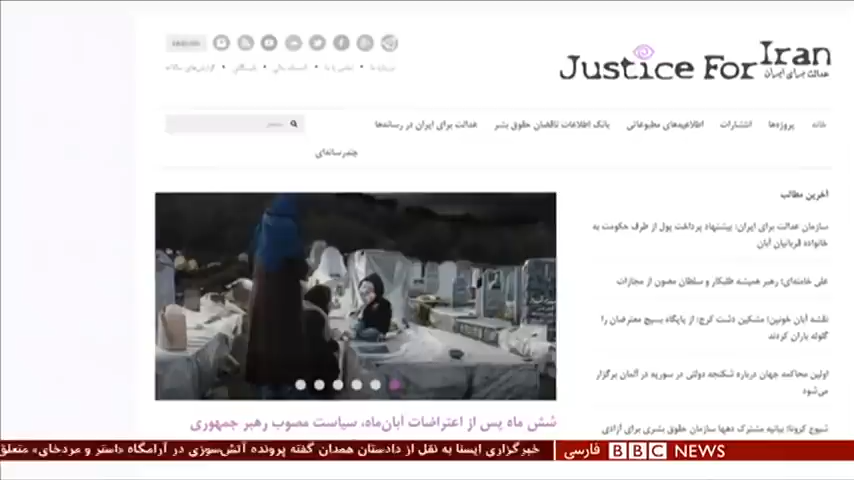 Justice For Iran
عدالت برای ایران
خانه
پروژه‌ها
انتشارات
اطلاعیه‌های مطبوعاتی
بانک اطلاعات ناقضان حقوق بشر
عدالت برای ایران در رسانه‌ها
چندرسانه‌ای
آخرین مطالب
سازمان عدالت برای ایران: پیشنهاد پرداخت پول از طرف حکومت به
خانواده قربانیان آبان
علی خامنه‌ای؛ رهبر همیشه طلبکار و سلطان مصون از مجازات
نقشه آبان خونین؛ مشکین دشت کرج: از پایگاه بسیج معترضان را
گلوله باران کردند
اولین محاکمه جهان درباره شکنجه دولتی در سوریه در آلمان برگزار
می‌شود
شیوع کرونا؛ بیانیه مشترک دهها سازمان حقوق بشری برای آزادی
شش ماه پس از اعتراضات آبان‌ماه، سیاست مصوب رهبر جمهوری
BBC NEWS فارسی
خبرگزاری ایسنا به نقل از دادستان همدان گفته پرونده آتش‌سوزی در آرامگاه «استر و مردخای» متعلق